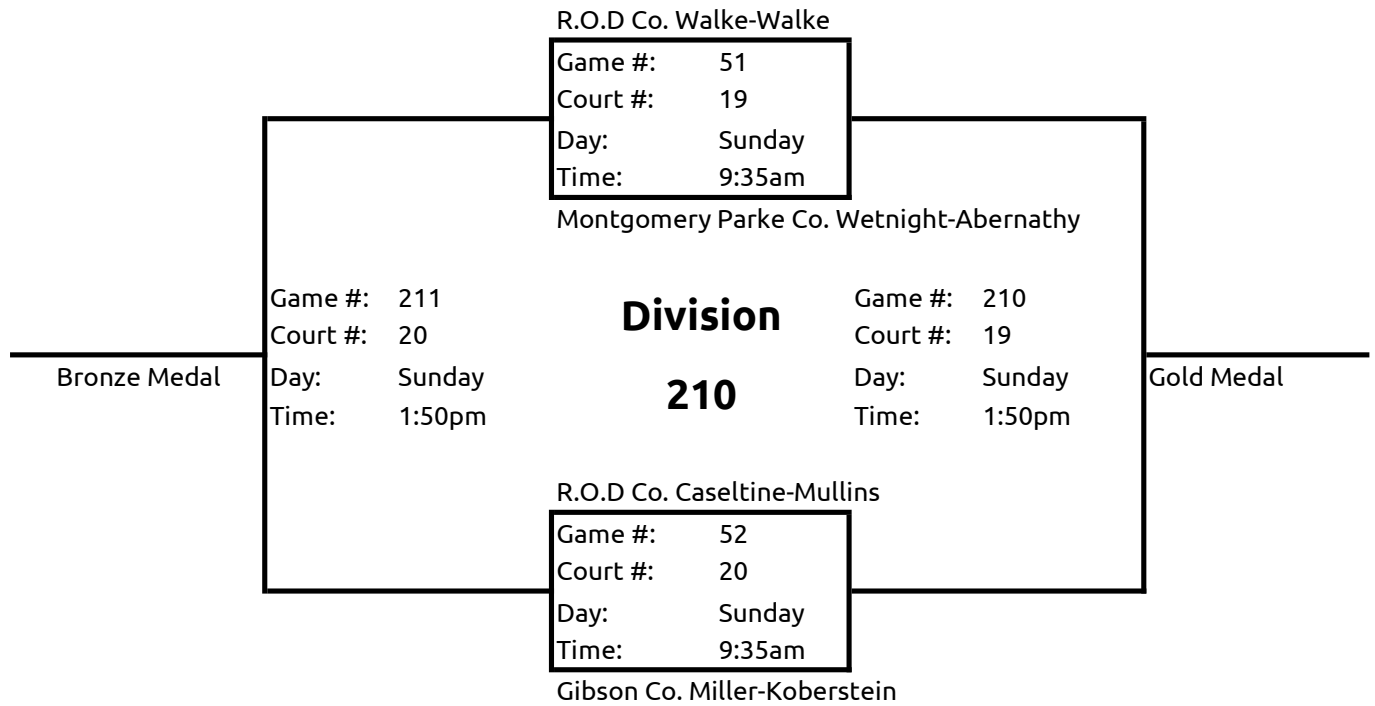 R.O.D Co. Walke-Walke
Game #: 51
Court #: 19
Day: Sunday
Time: 9:35am
Montgomery Parke Co. Wetnight-Abernathy
Game #: 211
Court #: 20
Day: Sunday
Time: 1:50pm
Bronze Medal
Division
210
Game #: 210
Court #: 19
Day: Sunday
Time: 1:50pm
Gold Medal
R.O.D Co. Caseltine-Mullins
Game #: 52
Court #: 20
Day: Sunday
Time: 9:35am
Gibson Co. Miller-Koberstein